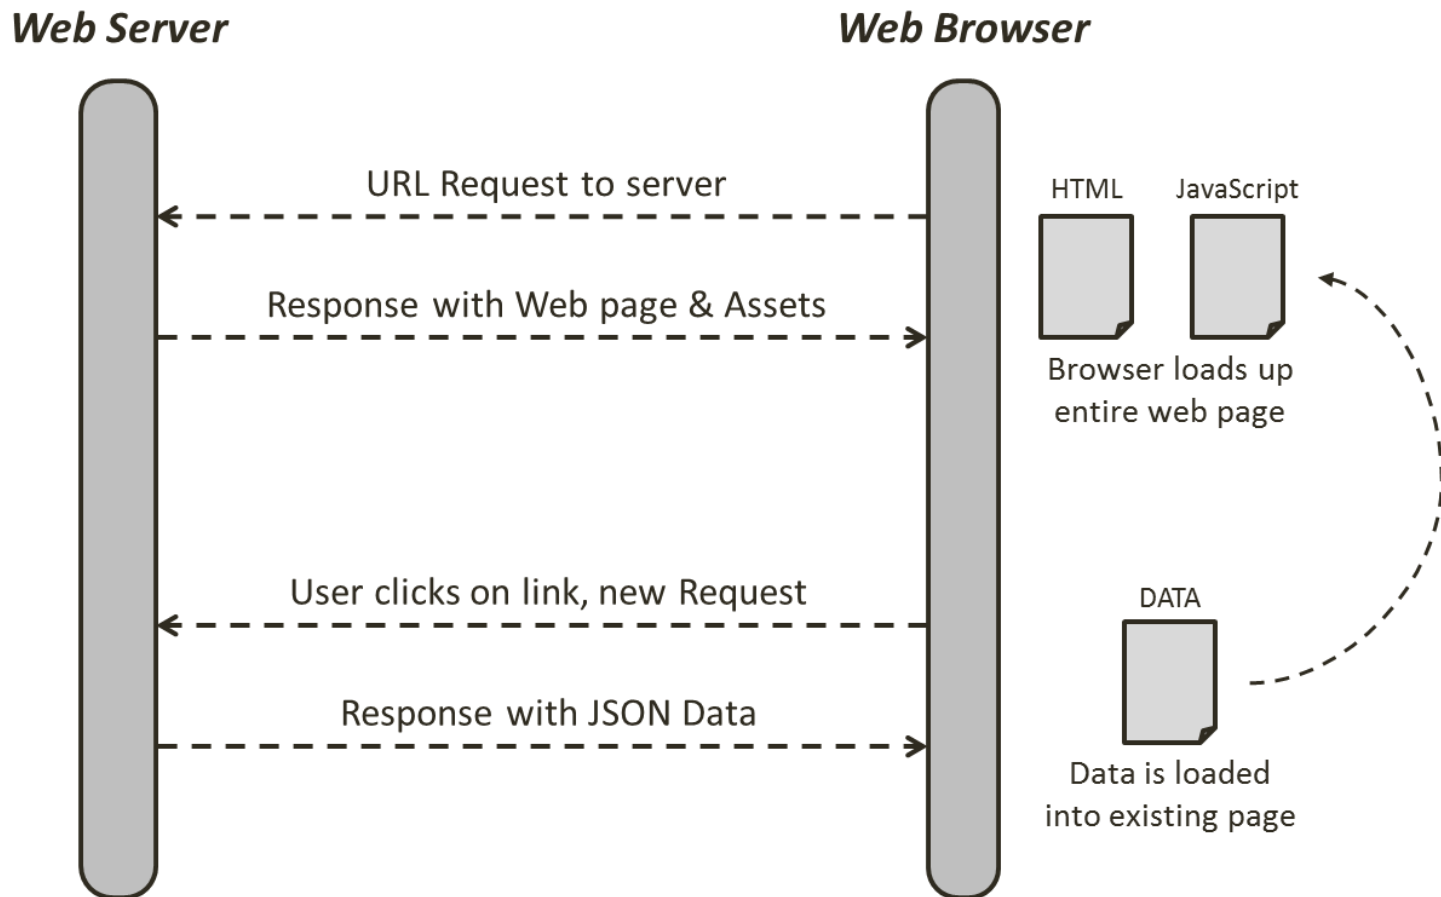 Web Server
Web Browser
URL Request to server
HTML
JavaScript
Response with Web page & Assets
Browser loads up
entire web page
User clicks on link, new Request
DATA
Response with JSON Data
Data is loaded
into existing page